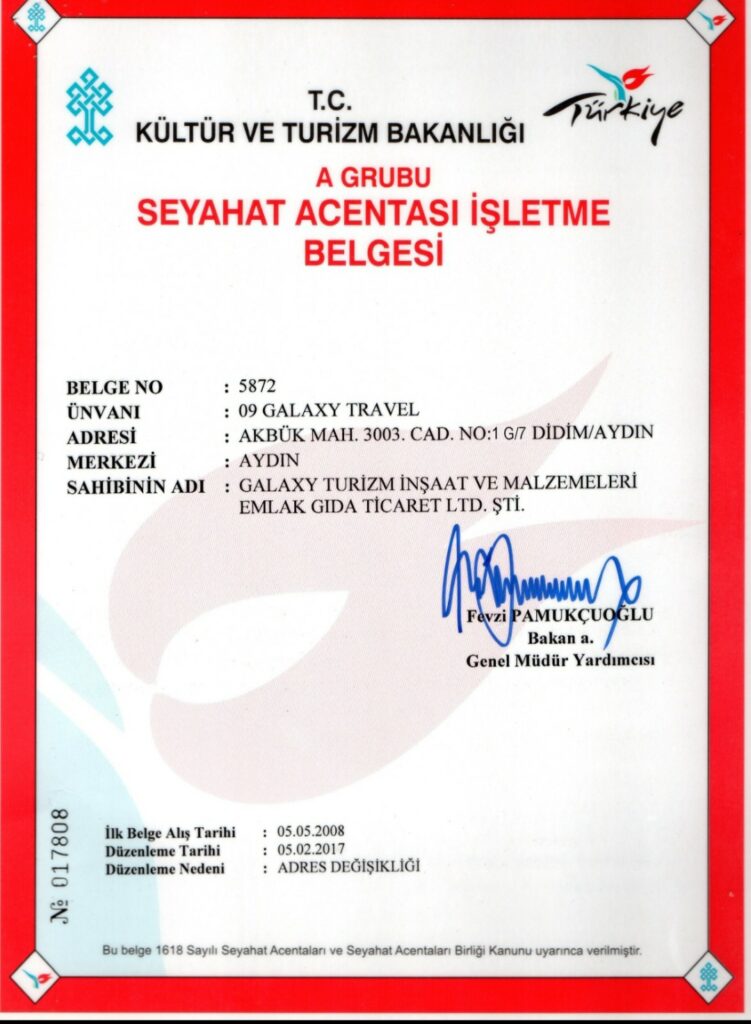 T.C.
KÜLTÜR VE TURİZM BAKANLIĞI
Türkiye
A GRUBU
SEYAHAT ACENTASI İŞLETME
BELGESİ
BELGE NO : 5872
ÜNVANI : 09 GALAXY TRAVEL
ADRESİ : AKBÜK MAH. 3003. CAD. NO:1 G/7 DİDİM/AYDIN
MERKEZİ : AYDIN
SAHİBİNİN ADI : GALAXY TURİZM İNŞAAT VE MALZEMELERİ
EMLAK GIDA TİCARET LTD. ŞTİ.
Fevzi PAMUKÇUOĞLU
Bakan a.
Genel Müdür Yardımcısı
№ 017808
İlk Belge Alış Tarihi : 05.05.2008
Düzenleme Tarihi : 05.02.2017
Düzenleme Nedeni : ADRES DEĞİŞİKLİĞİ
Bu belge 1618 Sayılı Seyahat Acentaları ve Seyahat Acentaları Birliği Kanunu uyarınca verilmiştir.